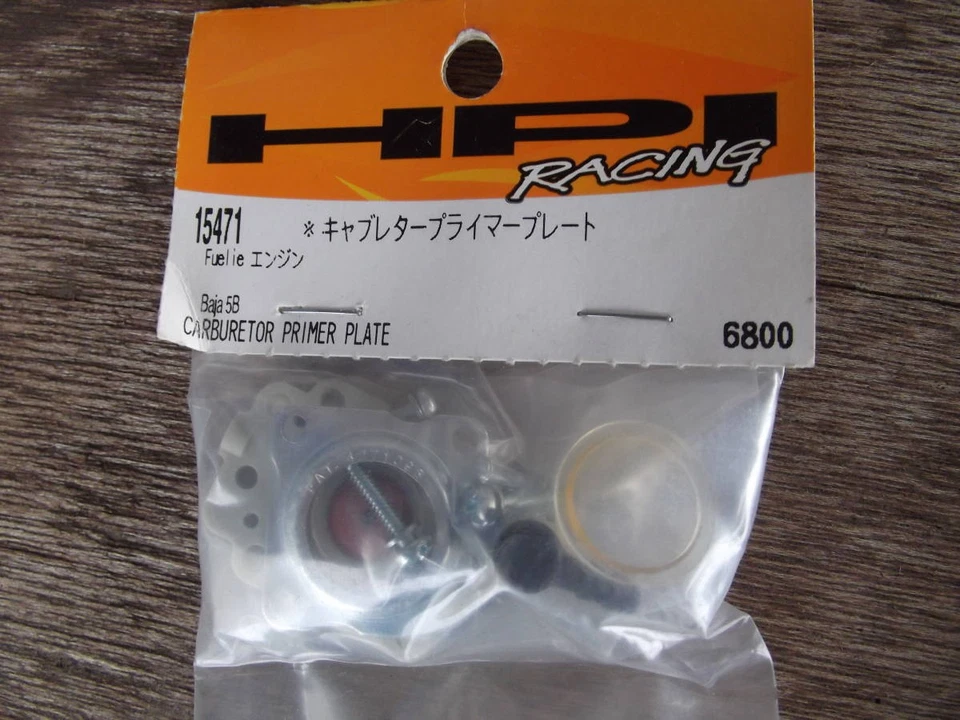 HPI
RACING
15471 ※キャブレタープライマープレート
Fuelie エンジン
Baja 5B
CARBURETOR PRIMER PLATE 6800